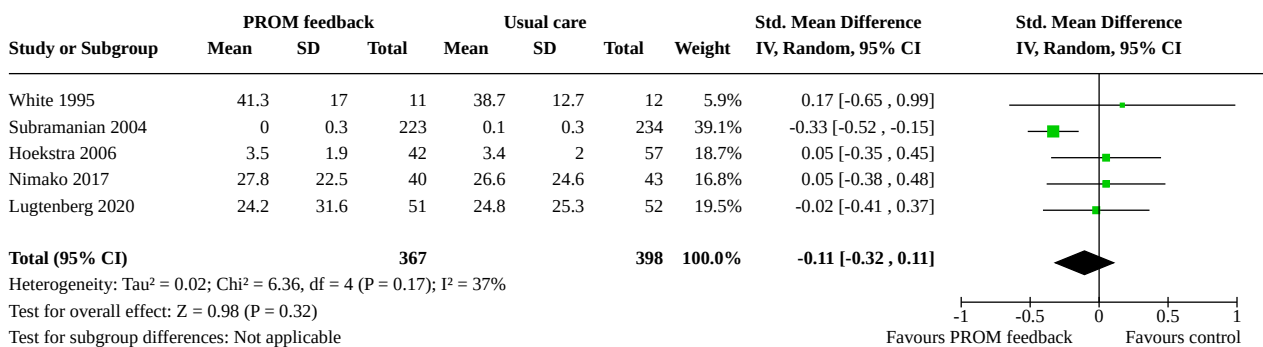 PROM feedback Usual care Std. Mean Difference Std. Mean Difference
Study or Subgroup Mean SD Total Mean SD Total Weight IV, Random, 95% CI IV, Random, 95% CI
White 1995 41.3 17 11 38.7 12.7 12 5.9% 0.17 [-0.65 , 0.99]
Subramanian 2004 0 0.3 223 0.1 0.3 234 39.1% -0.33 [-0.52 , -0.15]
Hoekstra 2006 3.5 1.9 42 3.4 2 57 18.7% 0.05 [-0.35 , 0.45]
Nimako 2017 27.8 22.5 40 26.6 24.6 43 16.8% 0.05 [-0.38 , 0.48]
Lugtenberg 2020 24.2 31.6 51 24.8 25.3 52 19.5% -0.02 [-0.41 , 0.37]
Total (95% CI) 367 398 100.0% -0.11 [-0.32 , 0.11]
Heterogeneity: Tau² = 0.02; Chi² = 6.36, df = 4 (P = 0.17); I² = 37%
Test for overall effect: Z = 0.98 (P = 0.32)
Test for subgroup differences: Not applicable
-1 -0.5 0 0.5 1
Favours PROM feedback Favours control